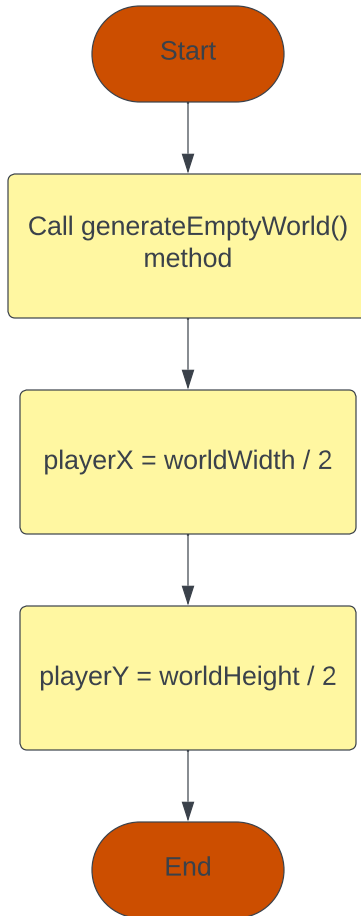 Start
Call generateEmptyWorld()
method
playerX = worldWidth / 2
playerY = worldHeight / 2
End